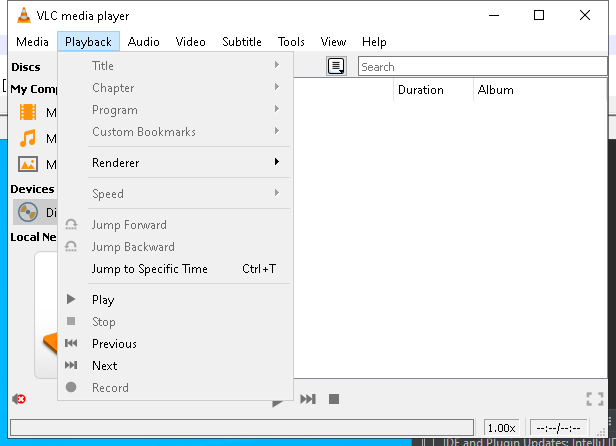 VLC media player
Media Playback Audio Video Subtitle Tools View Help
Discs
Search
My Comp
Duration Album
Devices
Di
Local Ne
Title
Chapter
Program
Custom Bookmarks
Renderer
Speed
Jump Forward
Jump Backward
Jump to Specific Time Ctrl+T
Play
Stop
Previous
Next
Record
1.00x --:--/--:--
IDE and Plugin Updates: IntelliJ